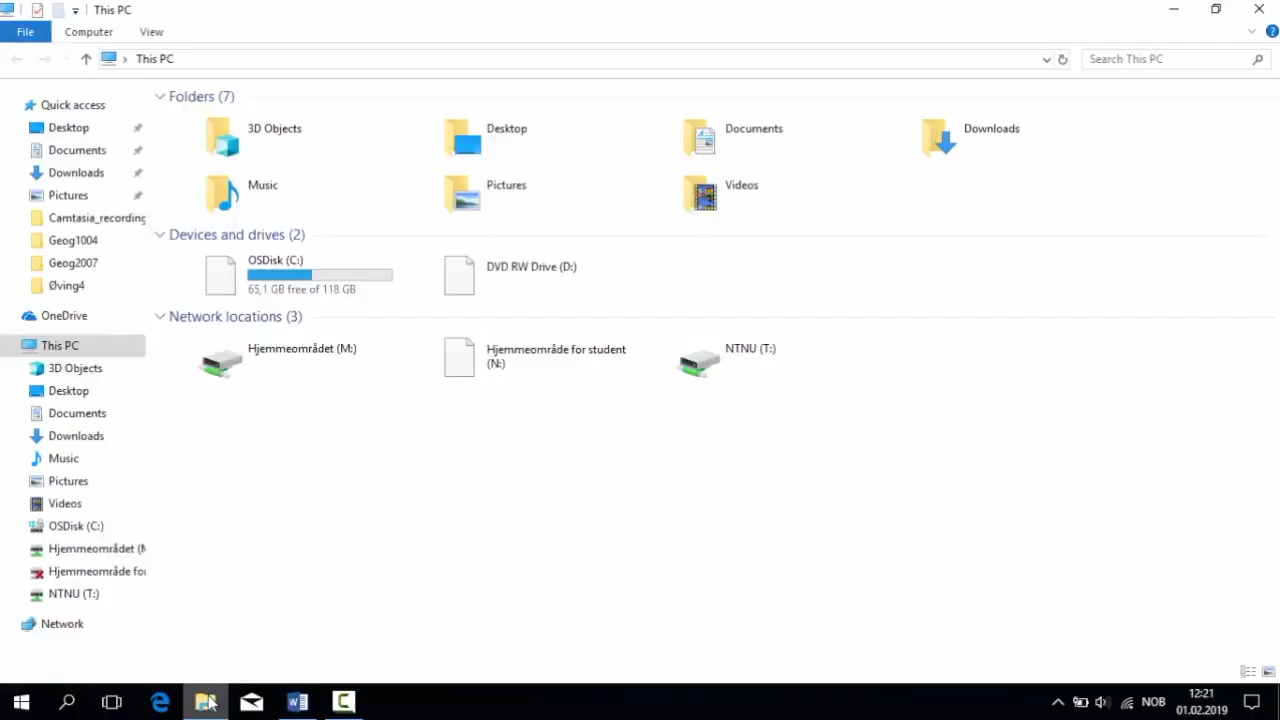 This PC
File
Computer
View
This PC
Search This PC
Quick access
Desktop
Documents
Downloads
Pictures
Camtasia_recording
Geog1004
Geog2007
Øving4
OneDrive
This PC
3D Objects
Desktop
Documents
Downloads
Music
Pictures
Videos
OSDisk (C:)
Hjemmeområdet (M
Hjemmeområde for
NTNU (T:)
Network
Folders (7)
3D Objects
Desktop
Documents
Downloads
Music
Pictures
Videos
Devices and drives (2)
OSDisk (C:)
65,1 GB free of 118 GB
DVD RW Drive (D:)
Network locations (3)
Hjemmeområdet (M:)
Hjemmeområde for student
(N:)
NTNU (T:)
NOB
12:21
01.02.2019